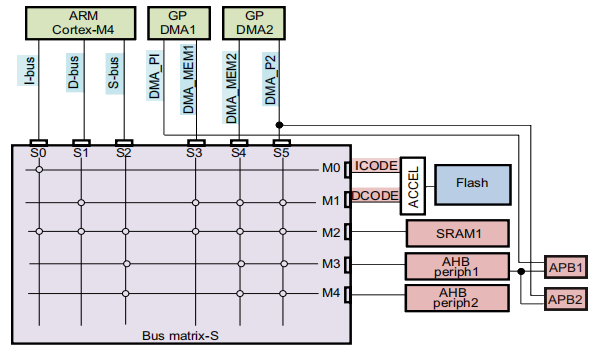 ARM
Cortex-M4
GP
DMA1
GP
DMA2
I-bus
D-bus
S-bus
DMA_PI
DMA_MEM1
DMA_MEM2
DMA_P2
S0
S1
S2
S3
S4
S5
M0
ICODE
ACCEL
Flash
M1
DCODE
M2
SRAM1
M3
AHB
periph1
APB1
M4
AHB
periph2
APB2
Bus matrix-S